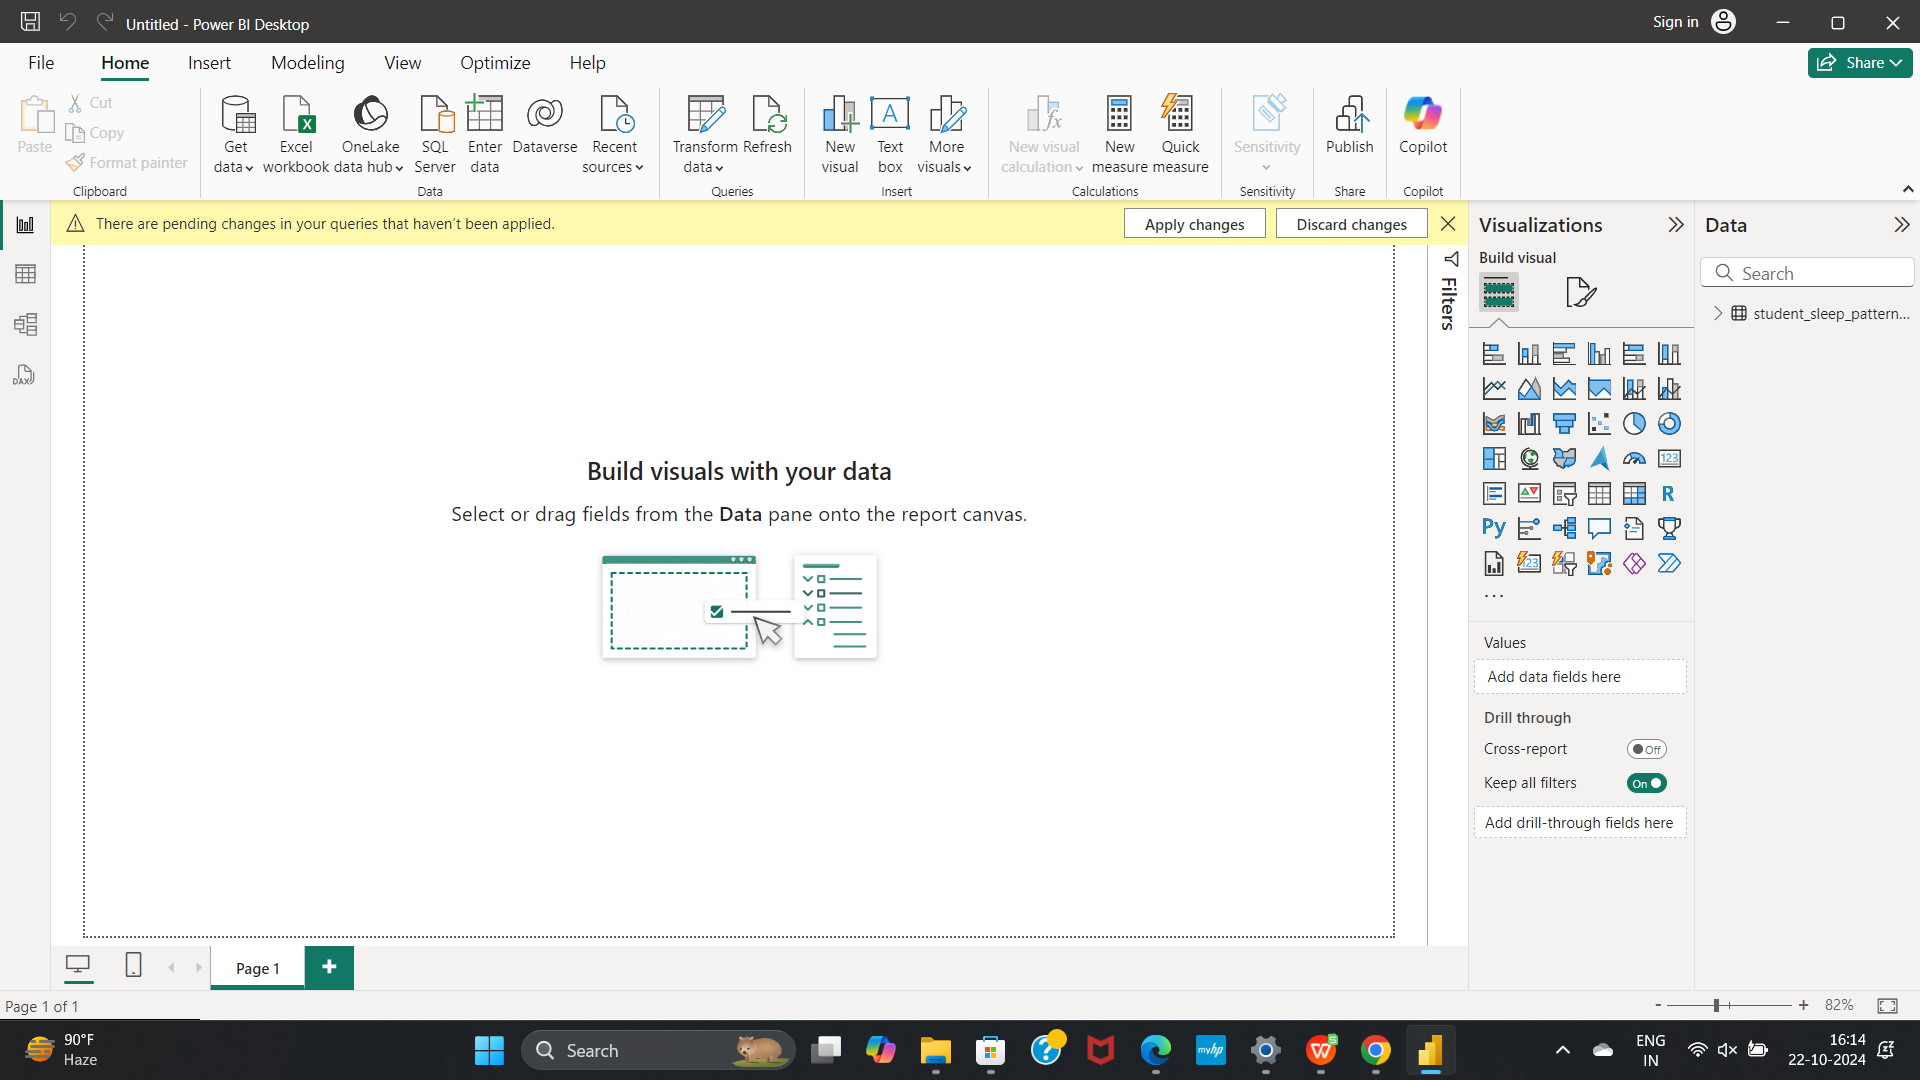 Untitled - Power BI Desktop
Sign in
File
Home
Insert
Modeling
View
Optimize
Help
Share
Paste
Cut
Copy
Format painter
Clipboard
Get
data
Excel
workbook
OneLake
data hub
SQL
Server
Enter
data
Dataverse
Recent
sources
Data
Transform
data
Refresh
Queries
New
visual
Text
box
More
visuals
Insert
New visual
calculation
New
measure
Quick
measure
Calculations
Sensitivity
Sensitivity
Publish
Share
Copilot
Copilot
There are pending changes in your queries that haven't been applied.
Apply changes
Discard changes
DAX
Build visuals with your data
Select or drag fields from the Data pane onto the report canvas.
Filters
Visualizations
Build visual
123
R
Py
123
...
Values
Add data fields here
Drill through
Cross-report
Off
Keep all filters
On
Add drill-through fields here
Data
Search
student_sleep_pattern...
Page 1
Page 1 of 1
- + 82%
90°F
Haze
Search
myhp
ENG
IN
16:14
22-10-2024